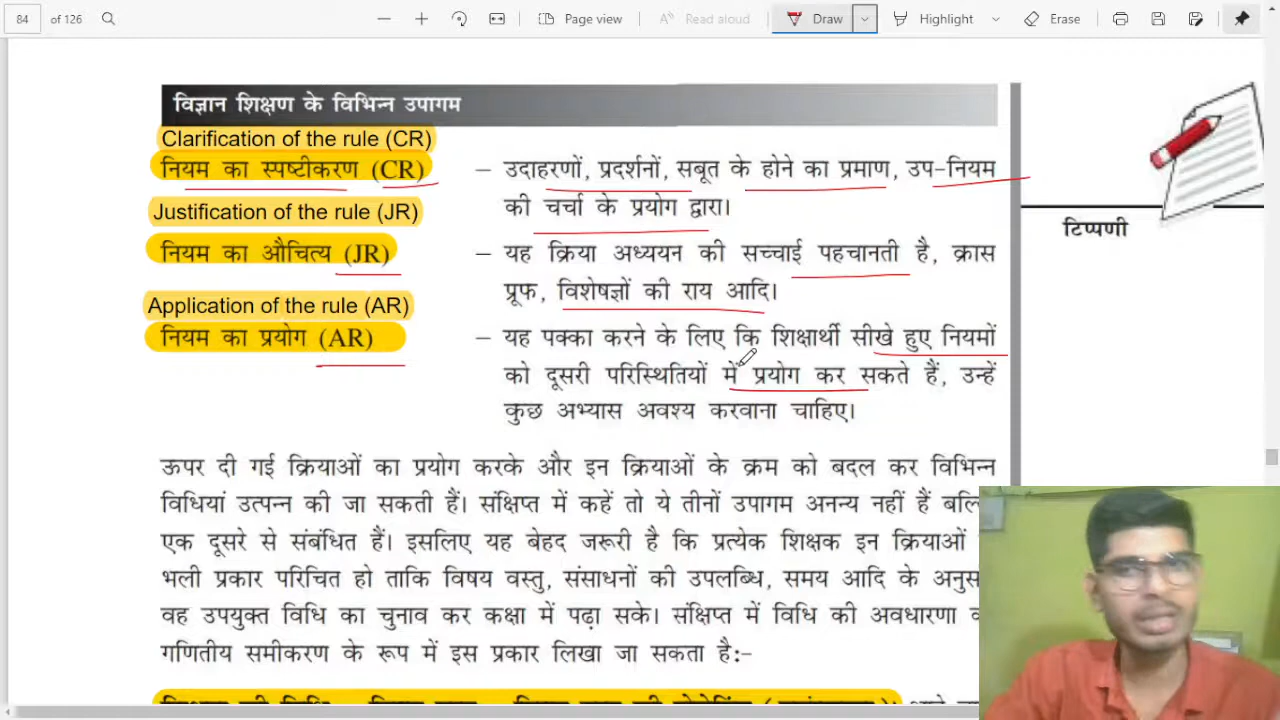 84 of 126 Page view Read aloud Draw Highlight Erase
विज्ञान शिक्षण के विभिन्न उपागम
Clarification of the rule (CR)
नियम का स्पष्टीकरण (CR) – उदाहरणों, प्रदर्शनों, सबूत के होने का प्रमाण, उप-नियम
की चर्चा के प्रयोग द्वारा।
Justification of the rule (JR)
नियम का औचित्य (JR) – यह क्रिया अध्ययन की सच्चाई पहचानती है, क्रास
प्रूफ, विशेषज्ञों की राय आदि।
Application of the rule (AR)
नियम का प्रयोग (AR) – यह पक्का करने के लिए कि शिक्षार्थी सीखे हुए नियमों
को दूसरी परिस्थितियों में प्रयोग कर सकते हैं, उन्हें
कुछ अभ्यास अवश्य करवाना चाहिए।
टिप्पणी
ऊपर दी गई क्रियाओं का प्रयोग करके और इन क्रियाओं के क्रम को बदल कर विभिन्न
विधियां उत्पन्न की जा सकती हैं। संक्षिप्त में कहें तो ये तीनों उपागम अनन्य नहीं हैं
एक दूसरे से संबंधित हैं। इसलिए यह बेहद जरूरी है कि प्रत्येक शिक्षक इन क्रियाओं
भली प्रकार परिचित हो ताकि विषय वस्तु, संसाधनों की उपलब्धि, समय आदि के
वह उपयुक्त विधि का चुनाव कर कक्षा में पढ़ा सके। संक्षिप्त में विधि की अवधारणा
गणितीय समीकरण के रूप में इस प्रकार लिखा जा सकता है:-